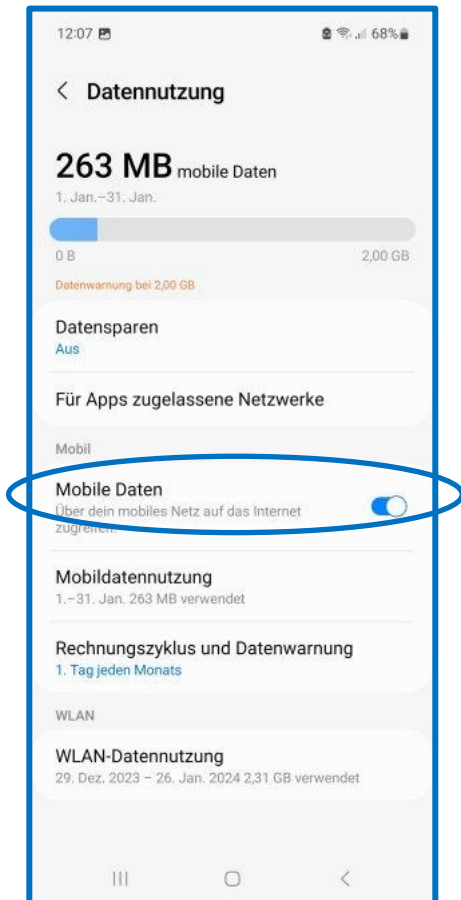 12:07 68%
Datennutzung
263 MB mobile Daten
1. Jan.–31. Jan.
0 B 2,00 GB
Datenwarnung bei 2,00 GB
Datensparen
Aus
Für Apps zugelassene Netzwerke
Mobil
Mobile Daten
Über dein mobiles Netz auf das Internet
zugreifen.
Mobildatennutzung
1.–31. Jan. 263 MB verwendet
Rechnungszyklus und Datenwarnung
1. Tag jeden Monats
WLAN
WLAN-Datennutzung
29. Dez. 2023 – 26. Jan. 2024 2,31 GB verwendet